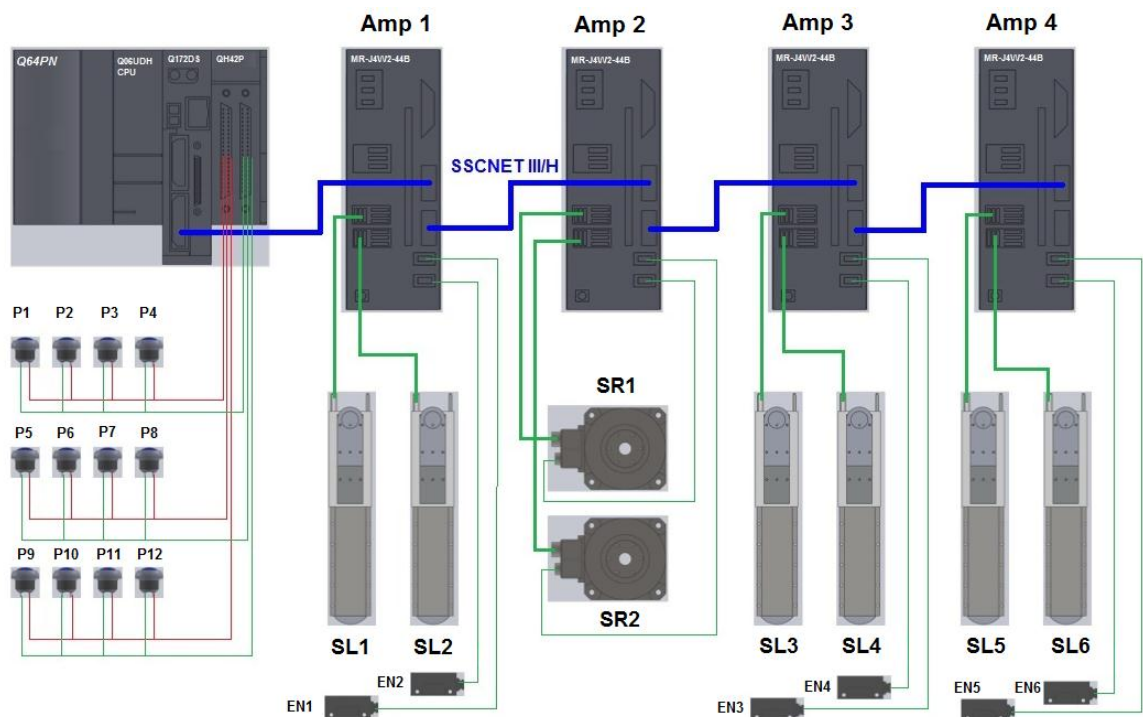 Amp 1
Amp 2
Amp 3
Amp 4
Q64PN
Q06UDH
CPU
Q172DS
QH42P
MR-J4W2-44B
MR-J4W2-44B
MR-J4W2-44B
MR-J4W2-44B
SSCNET III/H
P1
P2
P3
P4
P5
P6
P7
P8
P9
P10
P11
P12
SR1
SR2
SL1
SL2
SL3
SL4
SL5
SL6
EN1
EN2
EN3
EN4
EN5
EN6